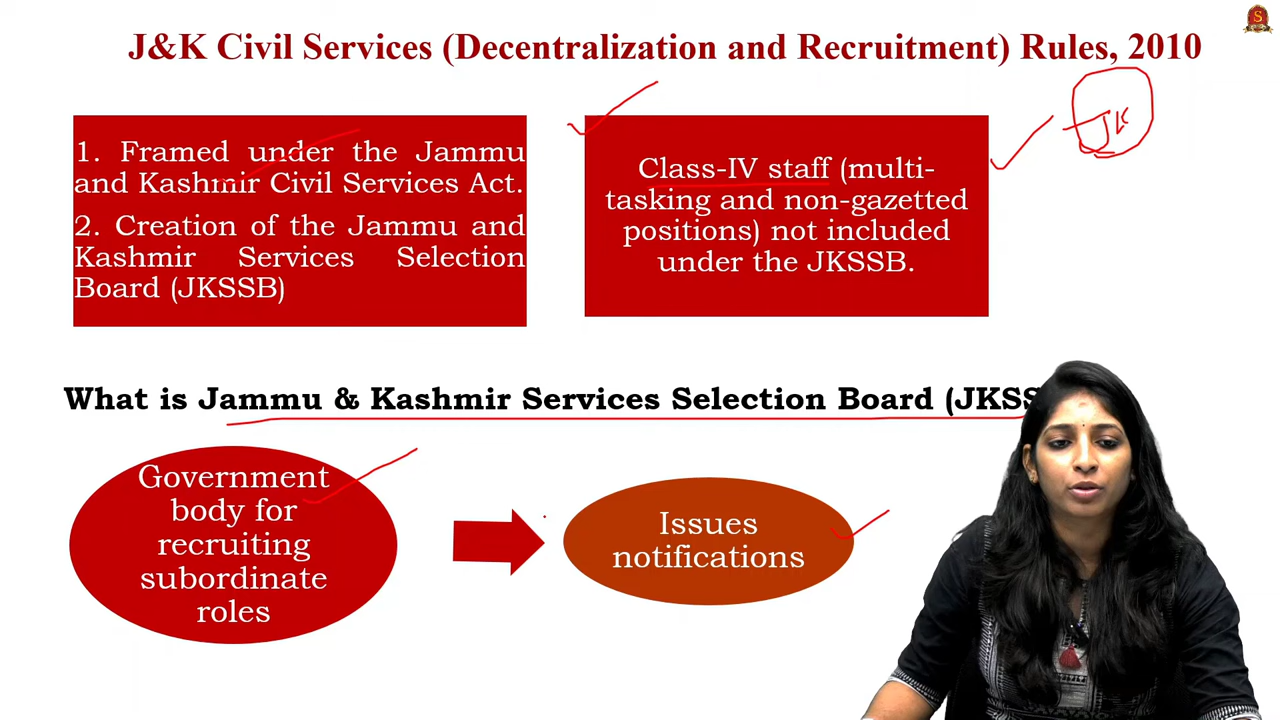 J&K Civil Services (Decentralization and Recruitment) Rules, 2010
1. Framed under the Jammu
and Kashmir Civil Services Act.
2. Creation of the Jammu and
Kashmir Services Selection
Board (JKSSB)
Class-IV staff (multi-
tasking and non-gazetted
positions) not included
under the JKSSB.
JK
What is Jammu & Kashmir Services Selection Board (JKSS
Government
body for
recruiting
subordinate
roles
Issues
notifications